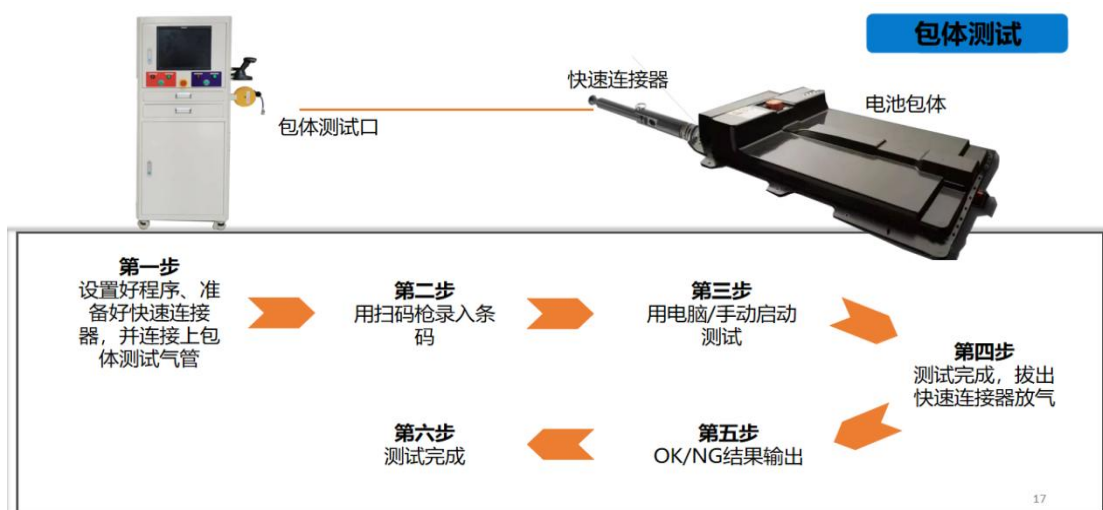 包体测试
快速连接器
电池包体
包体测试口
第一步
设置好程序、准
备好快速连接
器，并连接上包
体测试气管
第二步
用扫码枪录入条
码
第三步
用电脑/手动启动
测试
第四步
测试完成，拔出
快速连接器放气
第五步
OK/NG结果输出
第六步
测试完成
17